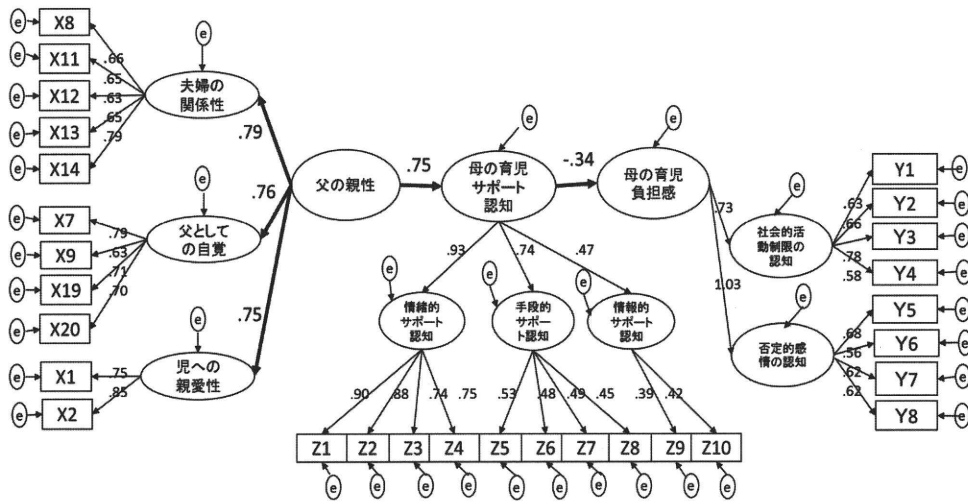 e
X8
e
X11
e
X12
e
X13
e
X14
.66
.65
.63
.65
.79
e
夫婦の
関係性
.79
e
X7
e
X9
e
X19
e
X20
.79
.63
.71
.70
e
父として
の自覚
.76
e
X1
e
X2
.75
.85
e
児への
親愛性
.75
父の親性
.75
e
母の育児
サポート
認知
-.34
e
母の育児
負担感
.93
.74
.47
e
情緒的
サポート
認知
e
手段的
サポー
ト認知
e
情報的
サポート
認知
.90
.88
.74
.75
.53
.48
.49
.45
.39
.42
Z1
Z2
Z3
Z4
Z5
Z6
Z7
Z8
Z9
Z10
e
e
e
e
e
e
e
e
e
e
.73
1.03
e
社会的活
動制限の
認知
.63
.66
.78
.58
Y1
e
Y2
e
Y3
e
Y4
e
e
否定的感
情の認知
.68
.56
.62
.62
Y5
e
Y6
e
Y7
e
Y8
e